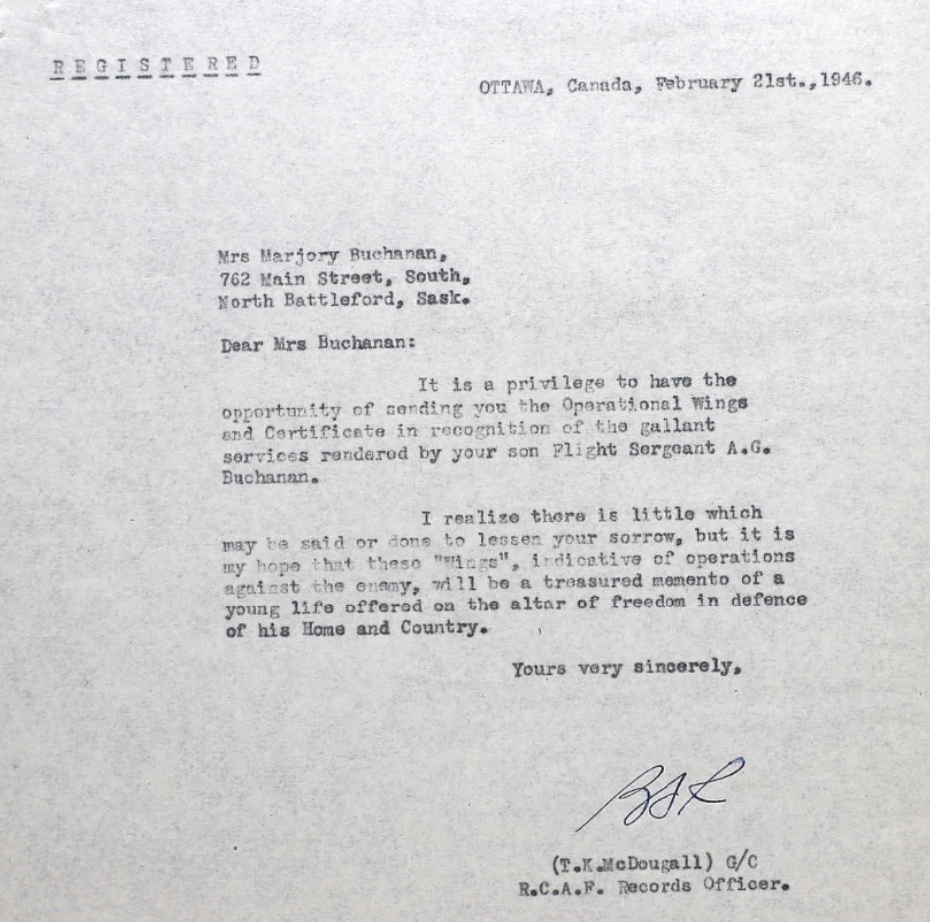 REGISTERED
OTTAWA, Canada, February 21st.,1946.
Mrs Marjory Buchanan,
762 Main Street, South,
North Battleford, Sask.
Dear Mrs Buchanan:
It is a privilege to have the
opportunity of sending you the Operational Wings
and Certificate in recognition of the gallant
services rendered by your son Flight Sergeant A.G.
Buchanan.
I realize there is little which
may be said or done to lessen your sorrow, but it is
my hope that these "Wings", indicative of operations
against the enemy, will be a treasured memento of a
young life offered on the altar of freedom in defence
of his Home and Country.
Yours very sincerely,
(T.K.McDougall) G/C
R.C.A.F. Records Officer.